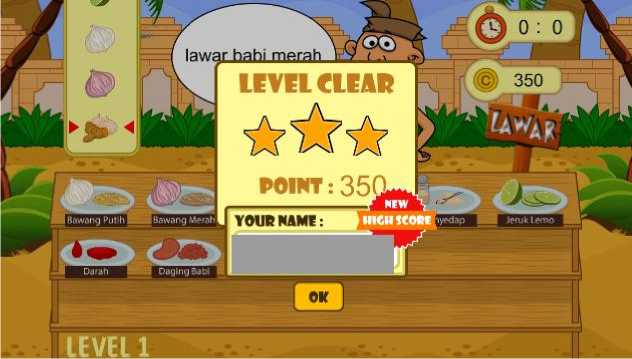 0 : 0
lawar babi merah
350
LEVEL CLEAR
LAWAR
POINT : 350
NEW
HIGH SCORE
YOUR NAME :
Bawang Putih
Bawang Merah
Jeruk Lemo
Darah
Daging Babi
OK
LEVEL 1